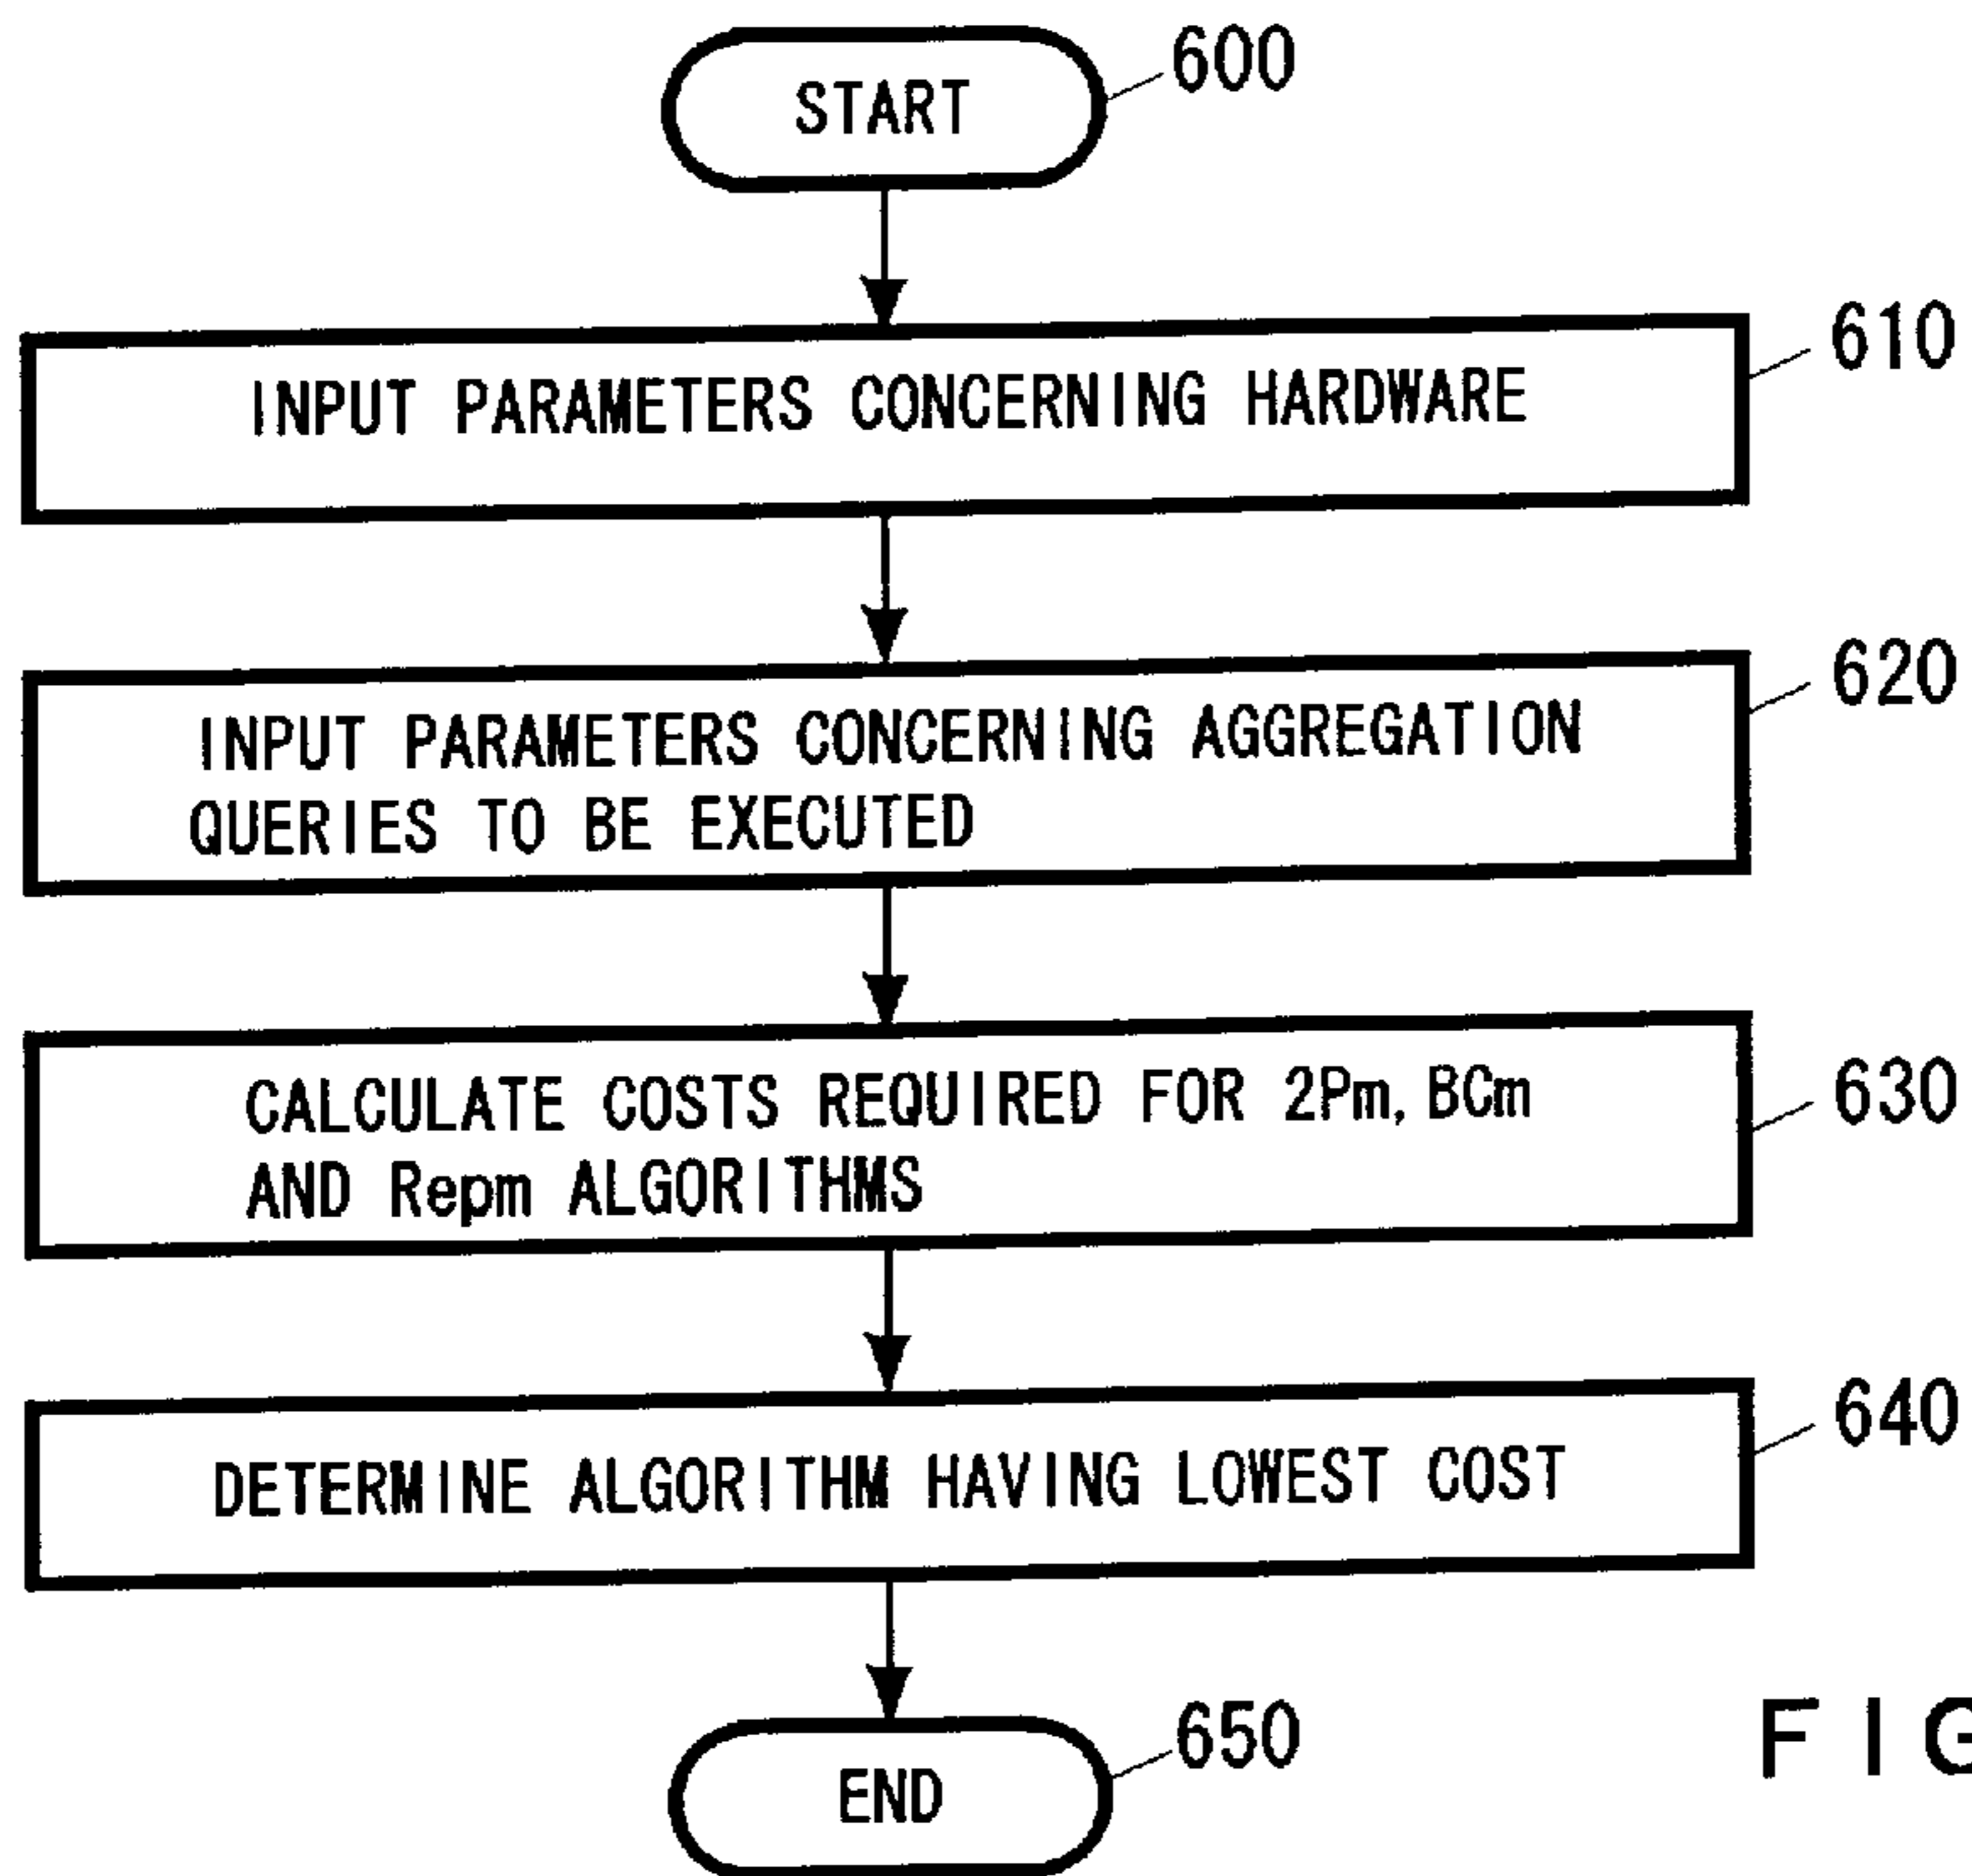 START
600
INPUT PARAMETERS CONCERNING HARDWARE
610
INPUT PARAMETERS CONCERNING AGGREGATION
QUERIES TO BE EXECUTED
620
CALCULATE COSTS REQUIRED FOR 2Pm, BCm
AND Repm ALGORITHMS
630
DETERMINE ALGORITHM HAVING LOWEST COST
640
END
650
FIG